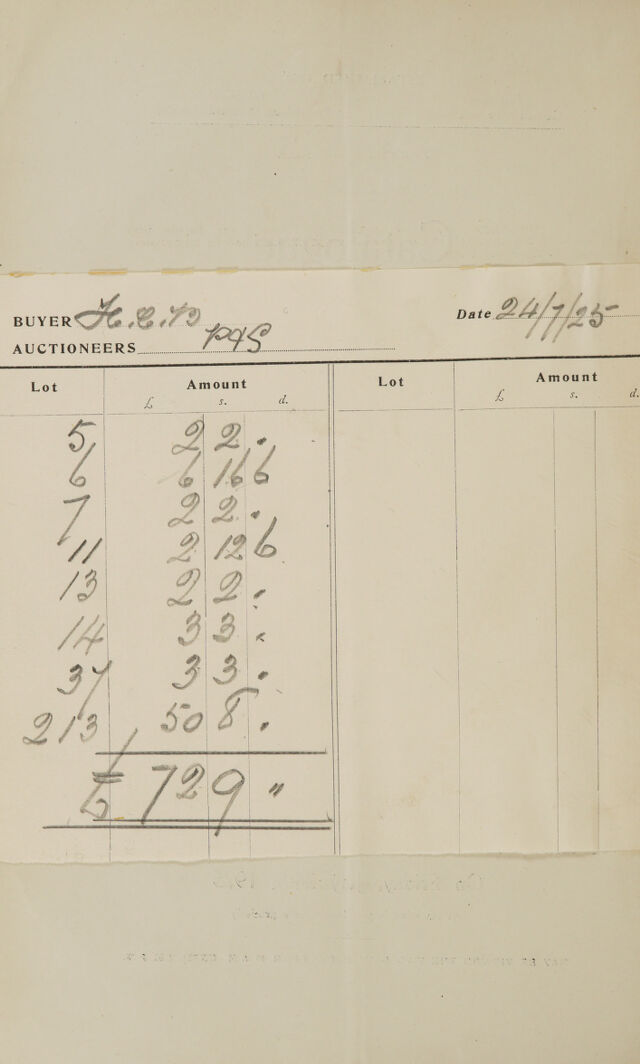 BUYER H.C.B Date 24/7/25
AUCTIONEERS P&S
Lot Amount Lot Amount
£ s. d. £ s. d.
5 2 2 .
6 6 16 6
7 2 2 .
11 2 12 6
13 2 2 .
14 3 3 .
37 3 3 .
213 50 8 .
£ 72 9 "